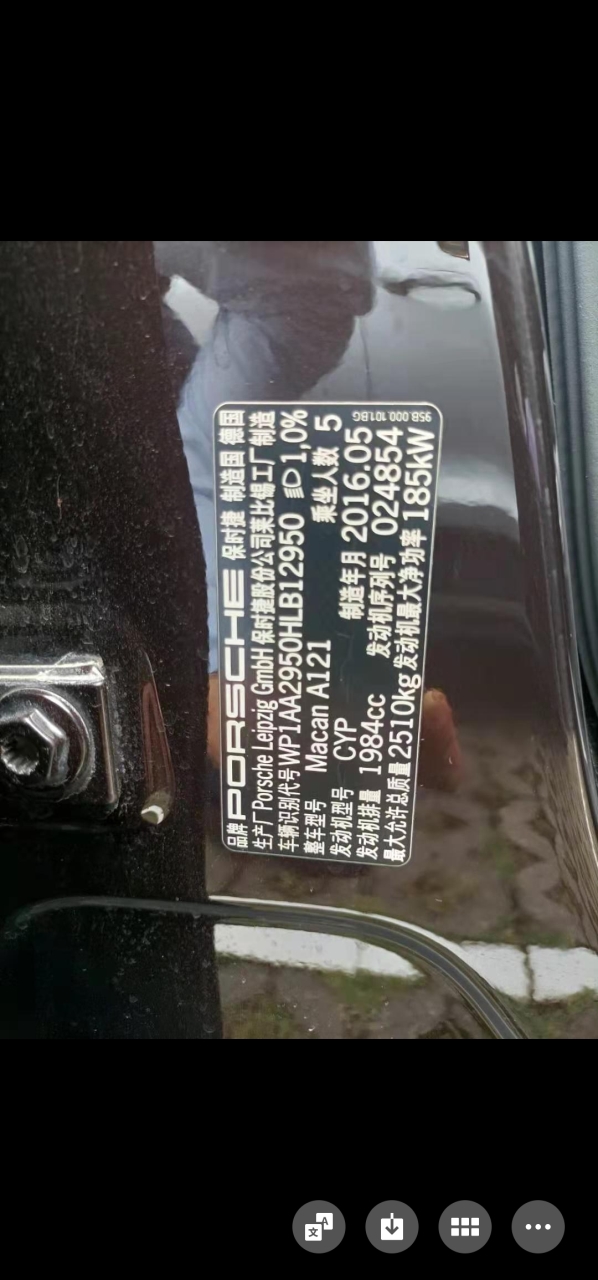 品牌 PORSCHE 保时捷 制造国 德国
生产厂 Porsche Leipzig GmbH 保时捷股份公司莱比锡工厂制造
车辆识别代号 WP1AA2950HLB12950 1,0%
整车型号 Macan A121 乘坐人数 5
发动机型号 CYP 制造年月 2016.05
发动机排量 1984cc 发动机序列号 024854
最大允许总质量 2510kg 发动机最大净功率 185kW
95B.000.101.BG